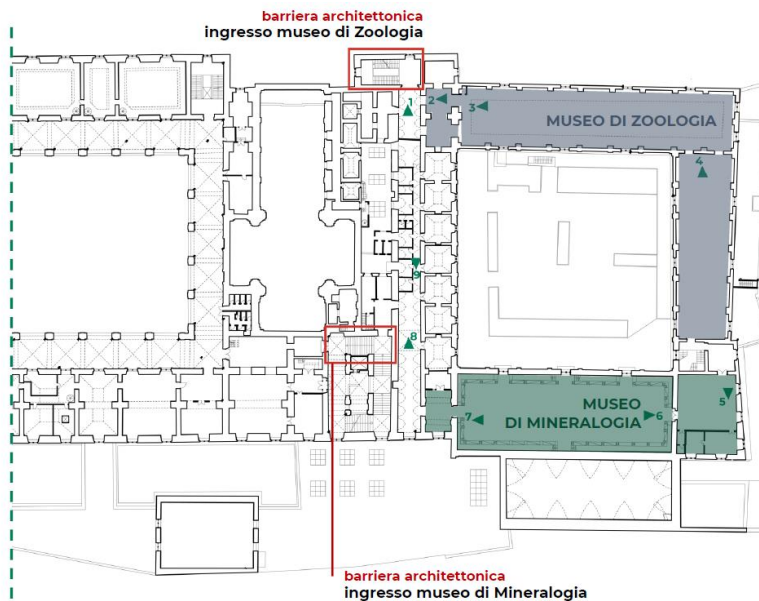 barriera architettonica
ingresso museo di Zoologia
1
2
3
MUSEO DI ZOOLOGIA
4
9
8
MUSEO
DI MINERALOGIA
5
6
7
barriera architettonica
ingresso museo di Mineralogia